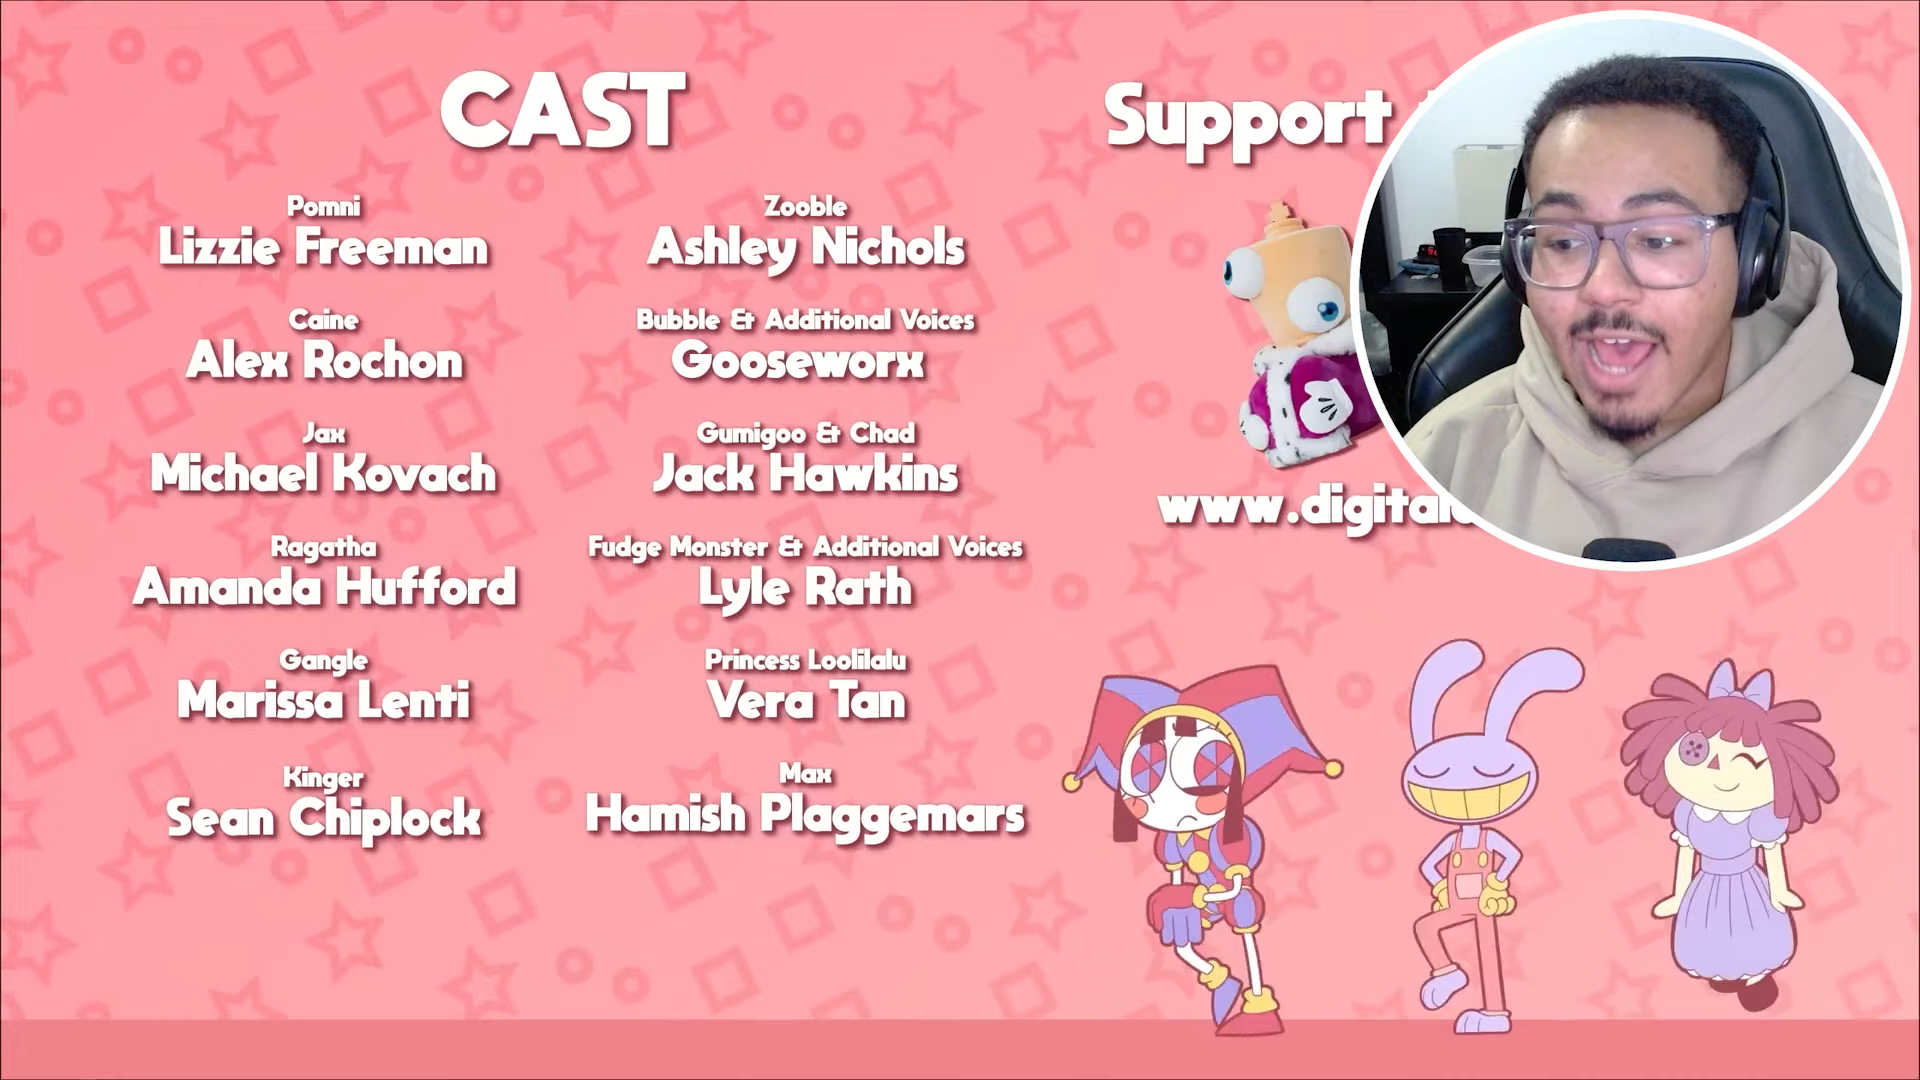 CAST
Pomni
Lizzie Freeman
Caine
Alex Rochon
Jax
Michael Kovach
Ragatha
Amanda Hufford
Gangle
Marissa Lenti
Kinger
Sean Chiplock
Zooble
Ashley Nichols
Bubble & Additional Voices
Gooseworx
Gumigoo & Chad
Jack Hawkins
Fudge Monster & Additional Voices
Lyle Rath
Princess Loolilalu
Vera Tan
Max
Hamish Plaggemars
Support